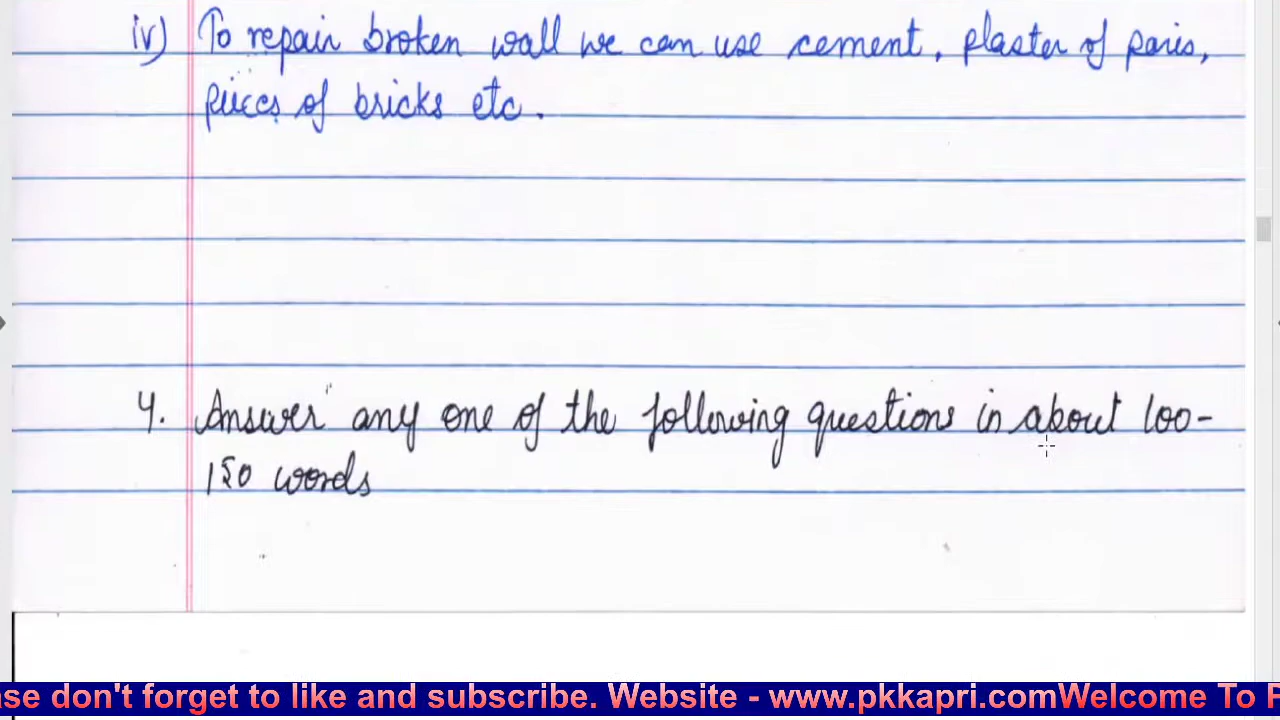 iv) To repair broken wall we can use cement, plaster of paris,
pieces of bricks etc.
4. Answer any one of the following questions in about 100-
150 words
ase don't forget to like and subscribe. Website - www.pkkapri.comWelcome To F